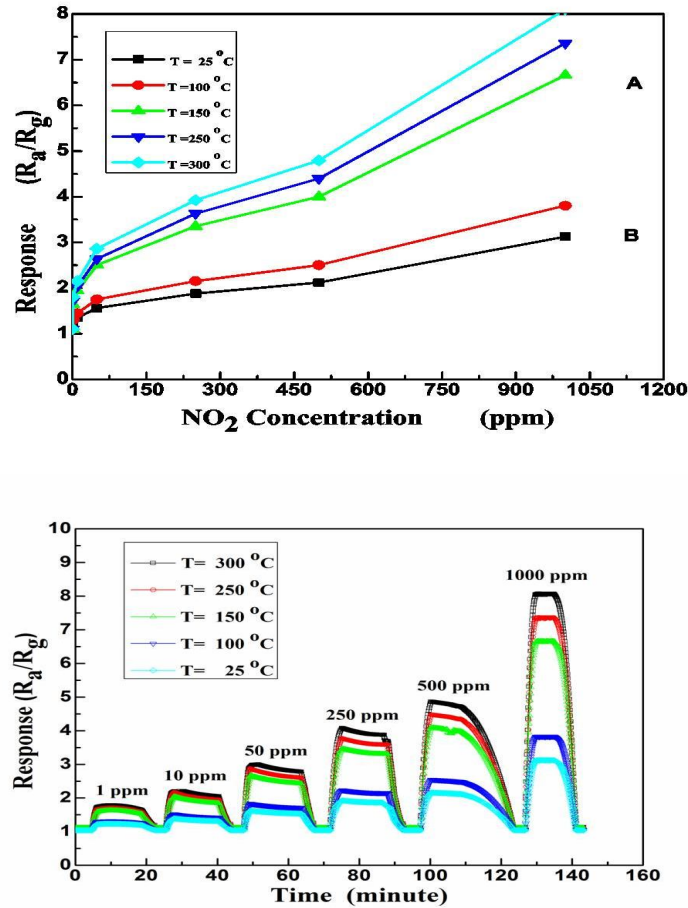 8
7
6
5
4
3
2
1
0
Response (Ra/Rg)
T = 25 °C
T =100 °C
T =150 °C
T =250 °C
T =300 °C
A
B
0 150 300 450 600 750 900 1050 1200
NO2 Concentration (ppm)
10
9
8
7
6
5
4
3
2
1
0
Response (Ra/Rg)
T= 300 °C
T= 250 °C
T= 150 °C
T= 100 °C
T= 25 °C
1 ppm
10 ppm
50 ppm
250 ppm
500 ppm
1000 ppm
0 20 40 60 80 100 120 140 160
Time (minute)